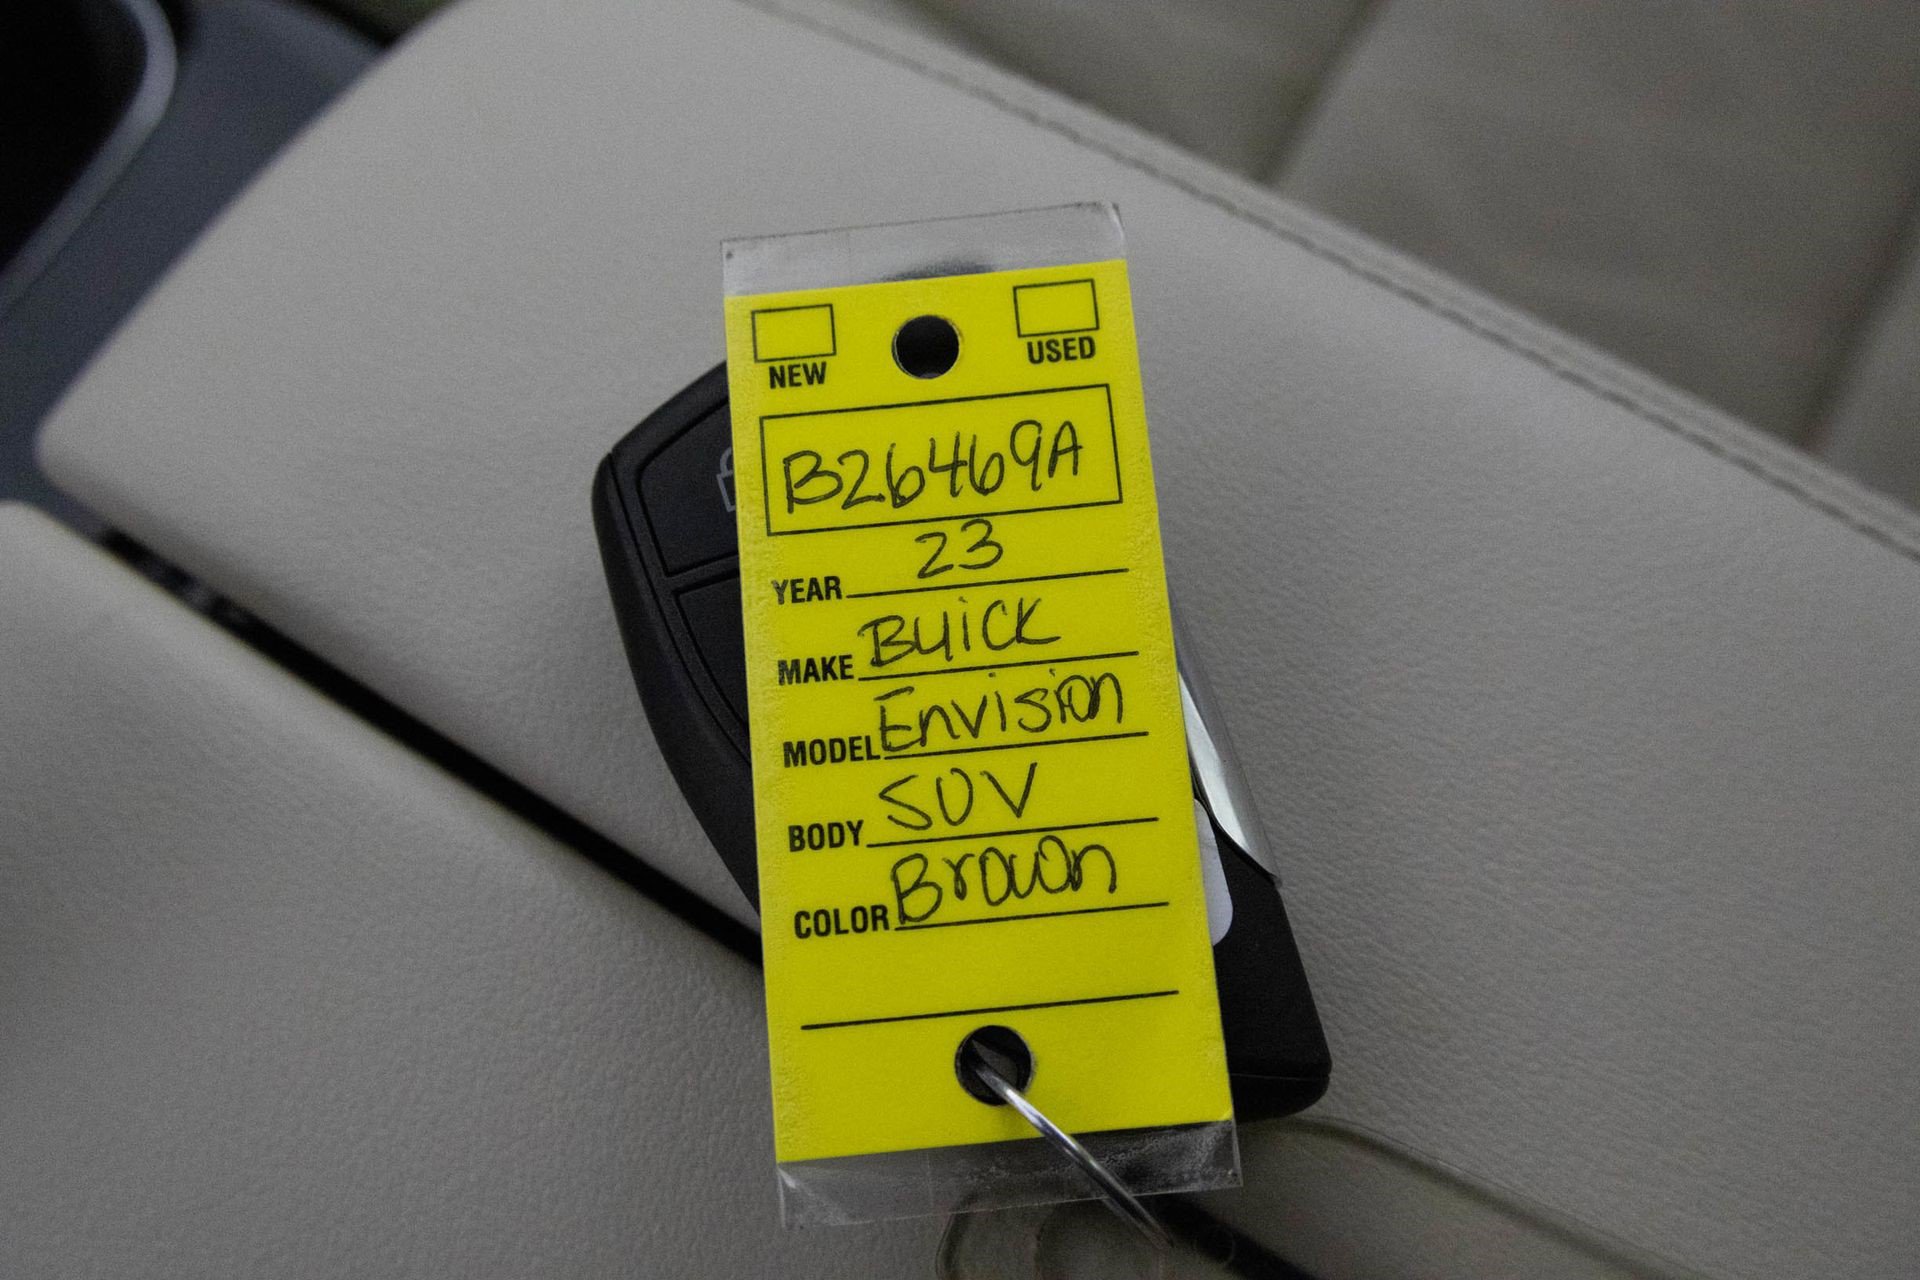 NEW USED
B26469A
YEAR 23
MAKE Buick
MODEL Envision
BODY SUV
COLOR Brown